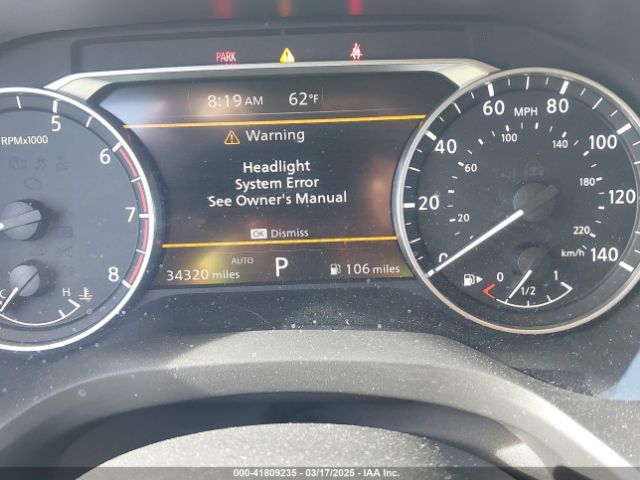 PARK
8:19 AM 62°F
Warning
Headlight
System Error
See Owner's Manual
OK Dismiss
AUTO
34320 miles P 106 miles
RPMx1000
5
6
7
8
C H
MPH
0 20 40 60 80 100 120 140
20 60 100 140 180 220
km/h
0 1/2 1
000-41809235 - 03/17/2025 - IAA Inc.